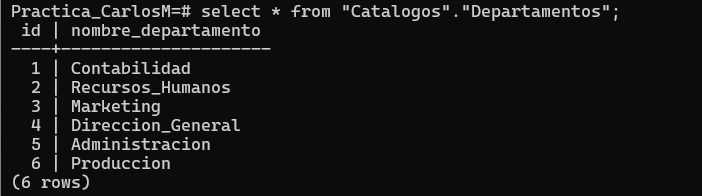 Practica_CarlosM=# select * from "Catalogos"."Departamentos";
 id | nombre_departamento
----+---------------------
  1 | Contabilidad
  2 | Recursos_Humanos
  3 | Marketing
  4 | Direccion_General
  5 | Administracion
  6 | Produccion
(6 rows)